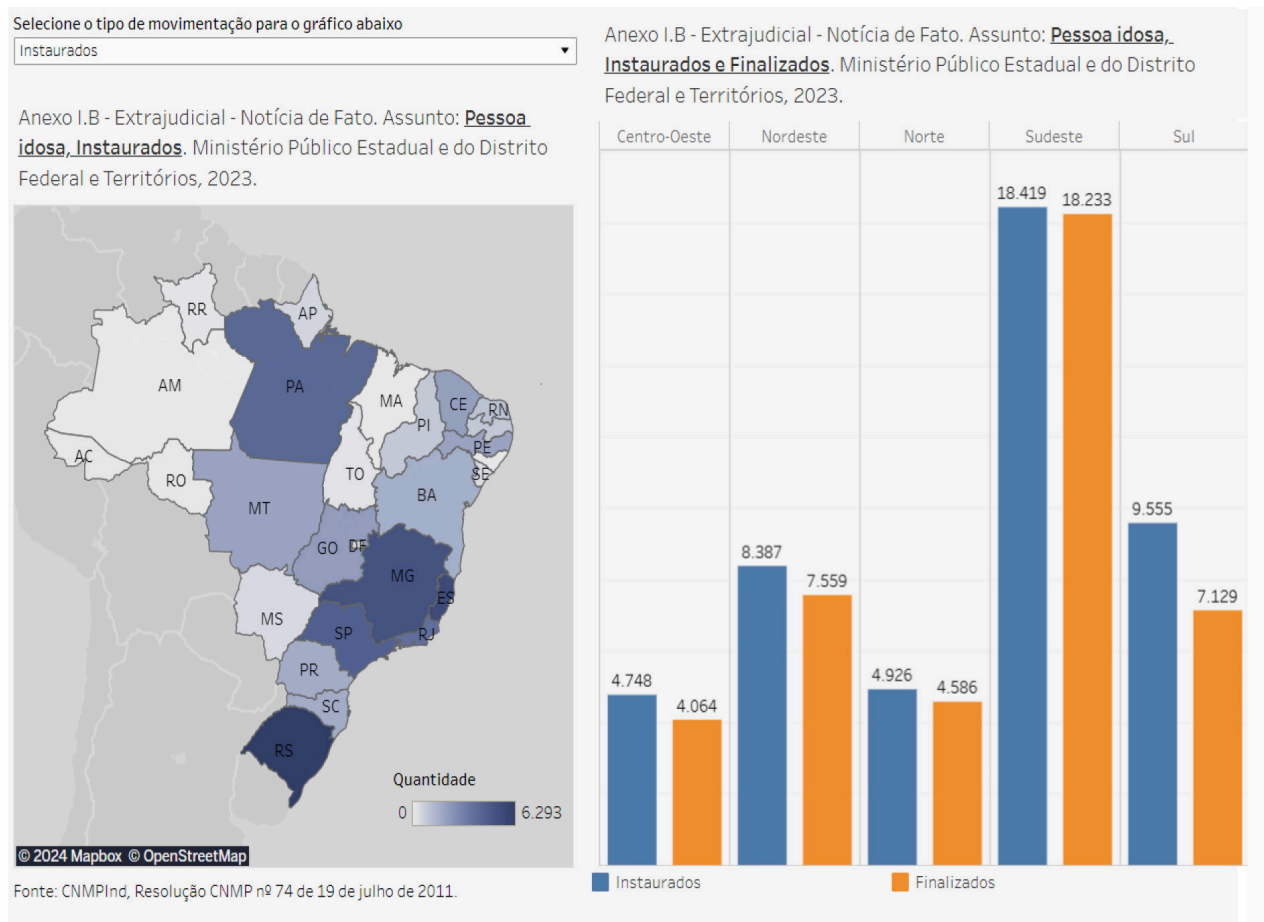 Selecione o tipo de movimentação para o gráfico abaixo
Instaurados
Anexo I.B - Extrajudicial - Notícia de Fato. Assunto: Pessoa
idosa, Instaurados. Ministério Público Estadual e do Distrito
Federal e Territórios, 2023.
RR
AP
AM
PA
MA
CE
RN
PI
PE
AC
RO
TO
SE
BA
MT
GO
DF
MG
ES
MS
SP
RJ
PR
SC
RS
Quantidade
0
6.293
© 2024 Mapbox © OpenStreetMap
Fonte: CNMPInd, Resolução CNMP nº 74 de 19 de julho de 2011.
Anexo I.B - Extrajudicial - Notícia de Fato. Assunto: Pessoa idosa,
Instaurados e Finalizados. Ministério Público Estadual e do Distrito
Federal e Territórios, 2023.
Centro-Oeste Nordeste Norte Sudeste Sul
18.419 18.233
9.555
8.387
7.559
7.129
4.748
4.064
4.926
4.586
Instaurados Finalizados